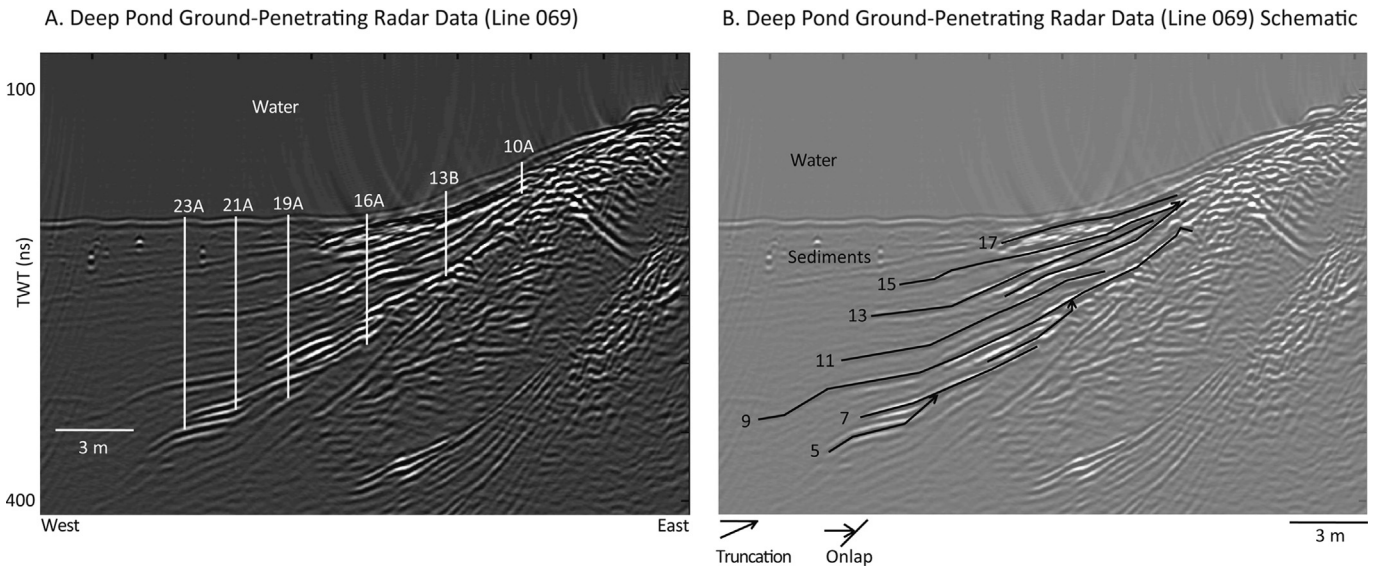 A. Deep Pond Ground-Penetrating Radar Data (Line 069)
100
TWT (ns)
400
Water
10A
13B
16A
19A
21A
23A
3 m
West
East
B. Deep Pond Ground-Penetrating Radar Data (Line 069) Schematic
Water
Sediments
17
15
13
11
9
7
5
Truncation
Onlap
3 m